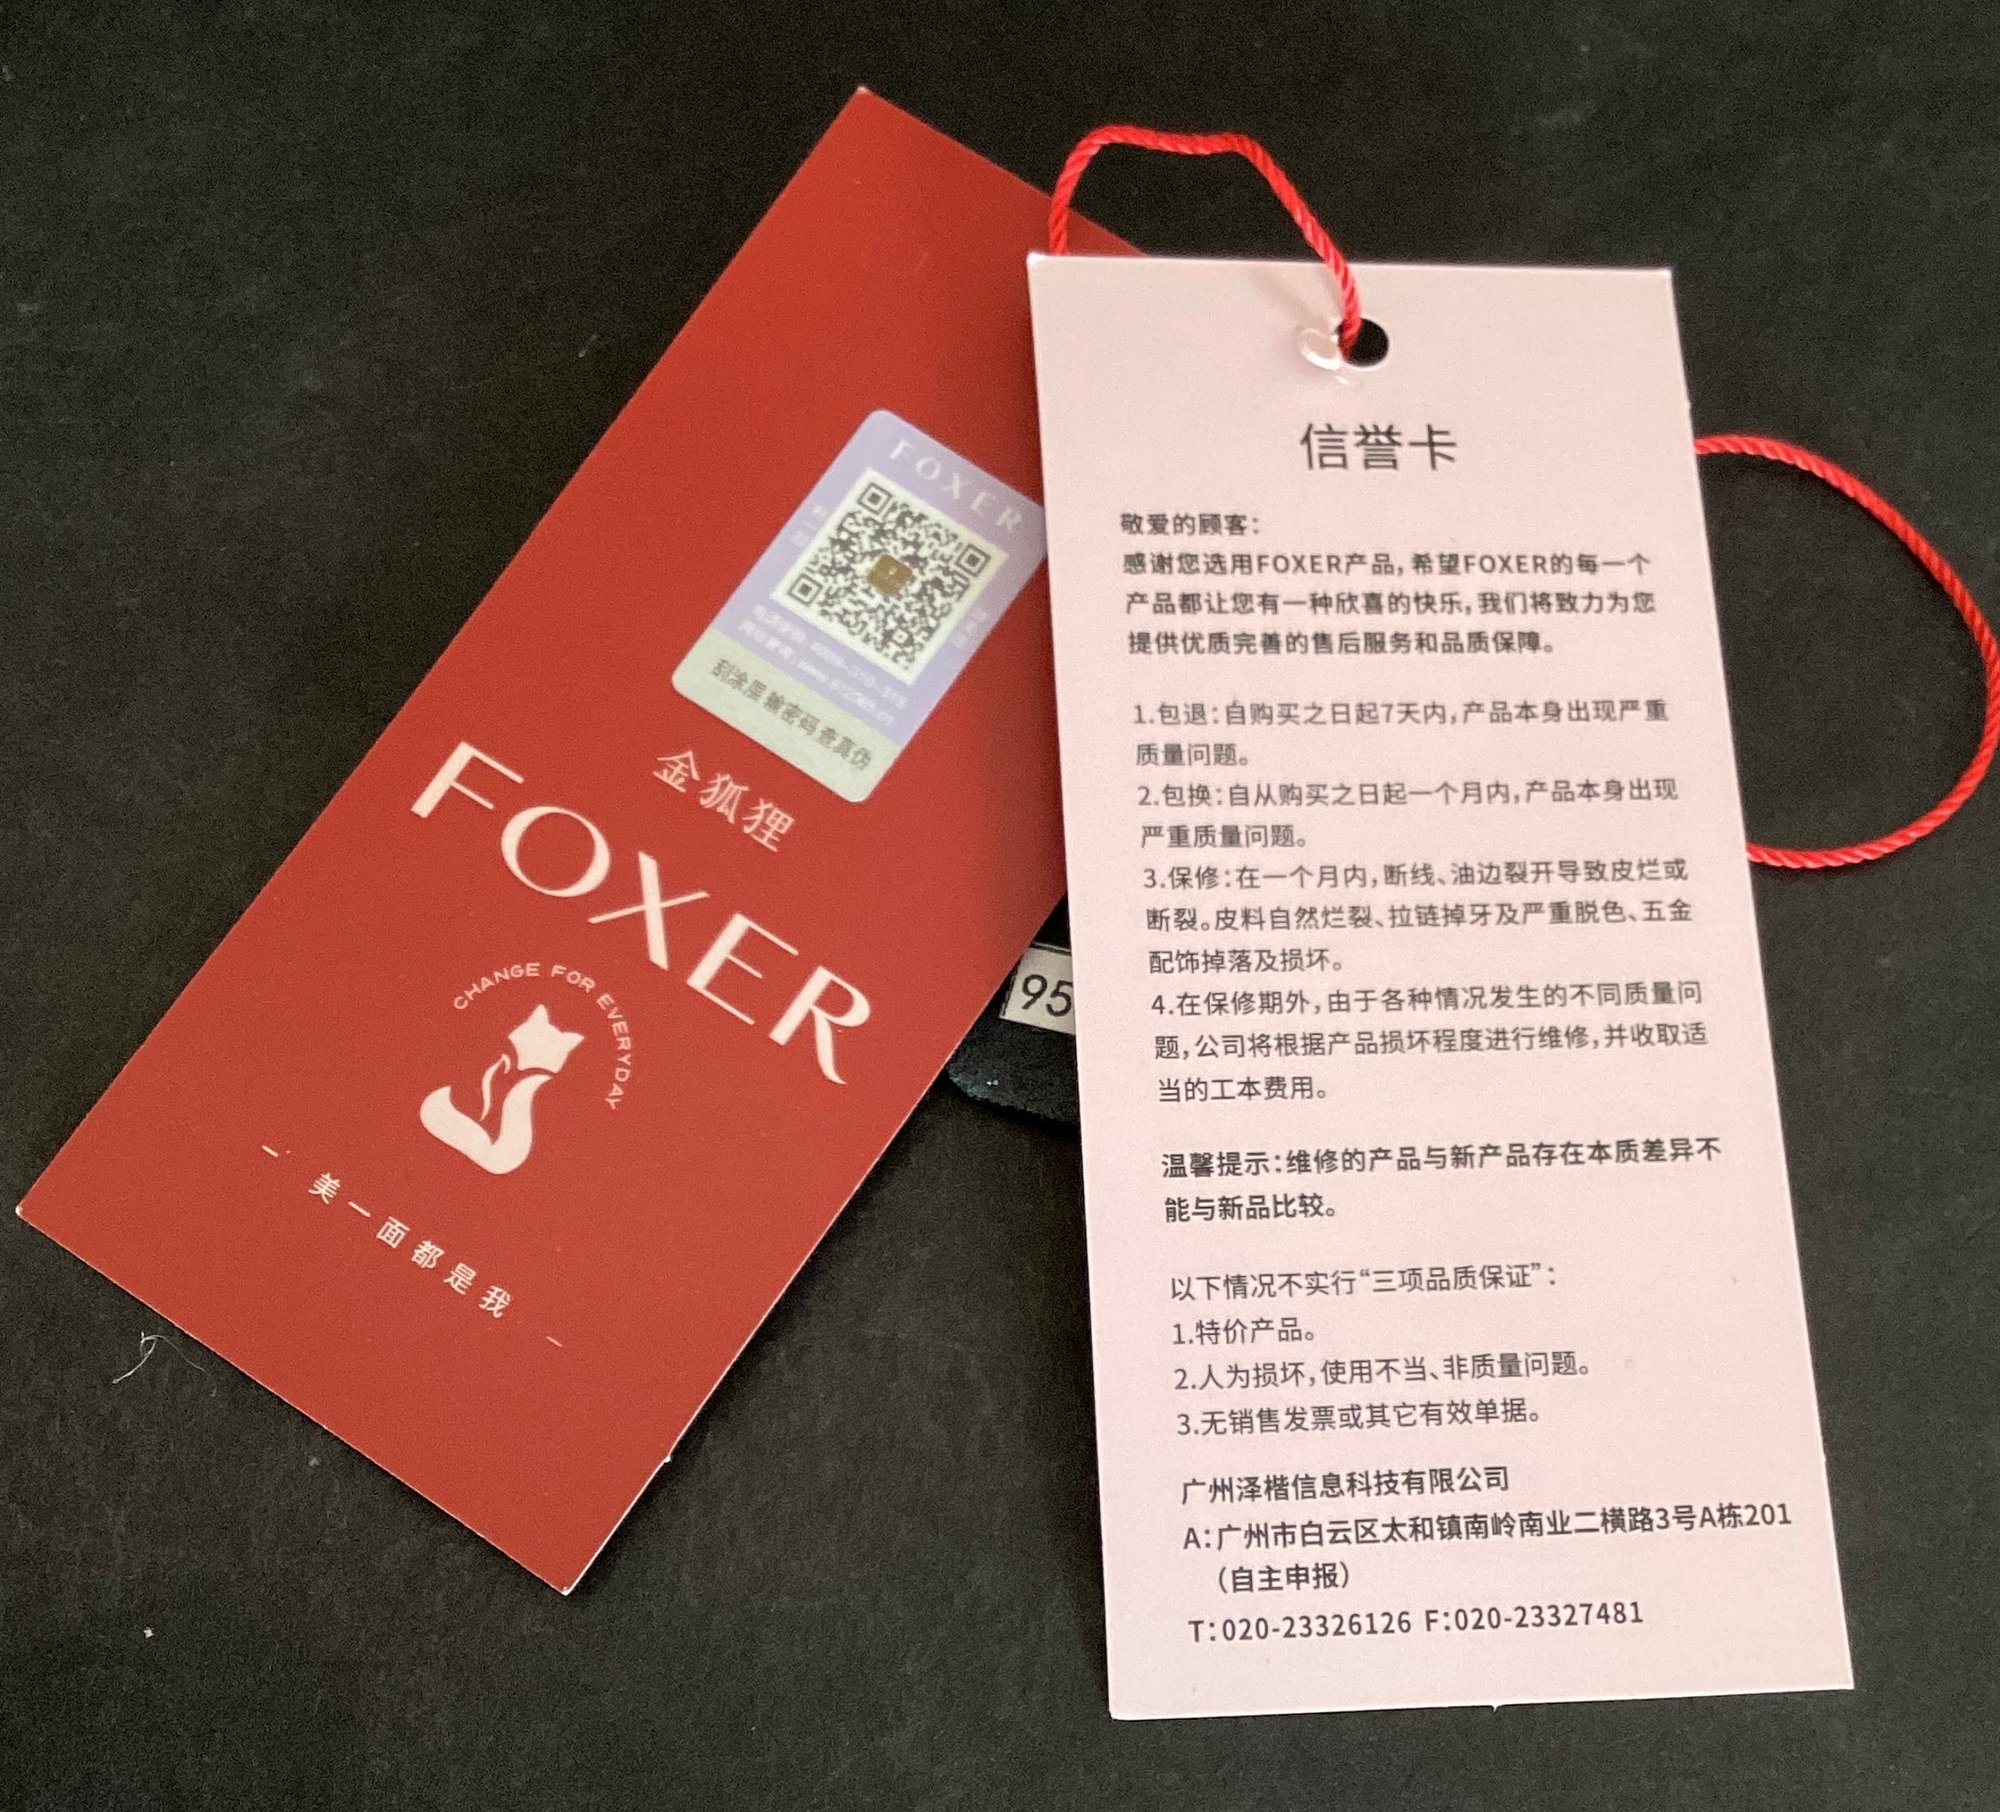 FOXER
刮涂层 输密码 查真伪
金狐狸
FOXER
CHANGE FOR EVERYDAY
美一面都是我
95
信誉卡
敬爱的顾客：
感谢您选用FOXER产品，希望FOXER的每一个
产品都让您有一种欣喜的快乐，我们将致力为您
提供优质完善的售后服务和品质保障。
1.包退：自购买之日起7天内，产品本身出现严重
质量问题。
2.包换：自从购买之日起一个月内，产品本身出现
严重质量问题。
3.保修：在一个月内，断线、油边裂开导致皮烂或
断裂。皮料自然烂裂、拉链掉牙及严重脱色、五金
配饰掉落及损坏。
4.在保修期外，由于各种情况发生的不同质量问
题，公司将根据产品损坏程度进行维修，并收取适
当的工本费用。
温馨提示：维修的产品与新产品存在本质差异不
能与新品比较。
以下情况不实行“三项品质保证”：
1.特价产品。
2.人为损坏，使用不当、非质量问题。
3.无销售发票或其它有效单据。
广州泽楷信息科技有限公司
A：广州市白云区太和镇南岭南业二横路3号A栋201
（自主申报）
T：020-23326126 F：020-23327481